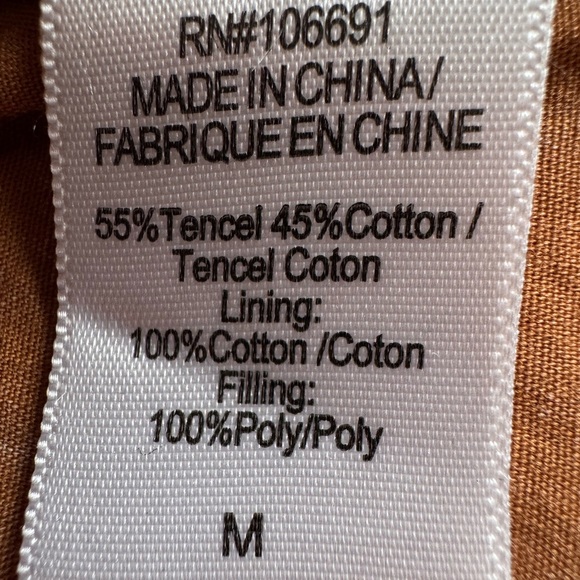 RN#106691
MADE IN CHINA/
FABRIQUE EN CHINE
55%Tencel 45%Cotton /
Tencel Coton
Lining:
100%Cotton /Coton
Filling:
100%Poly/Poly
M